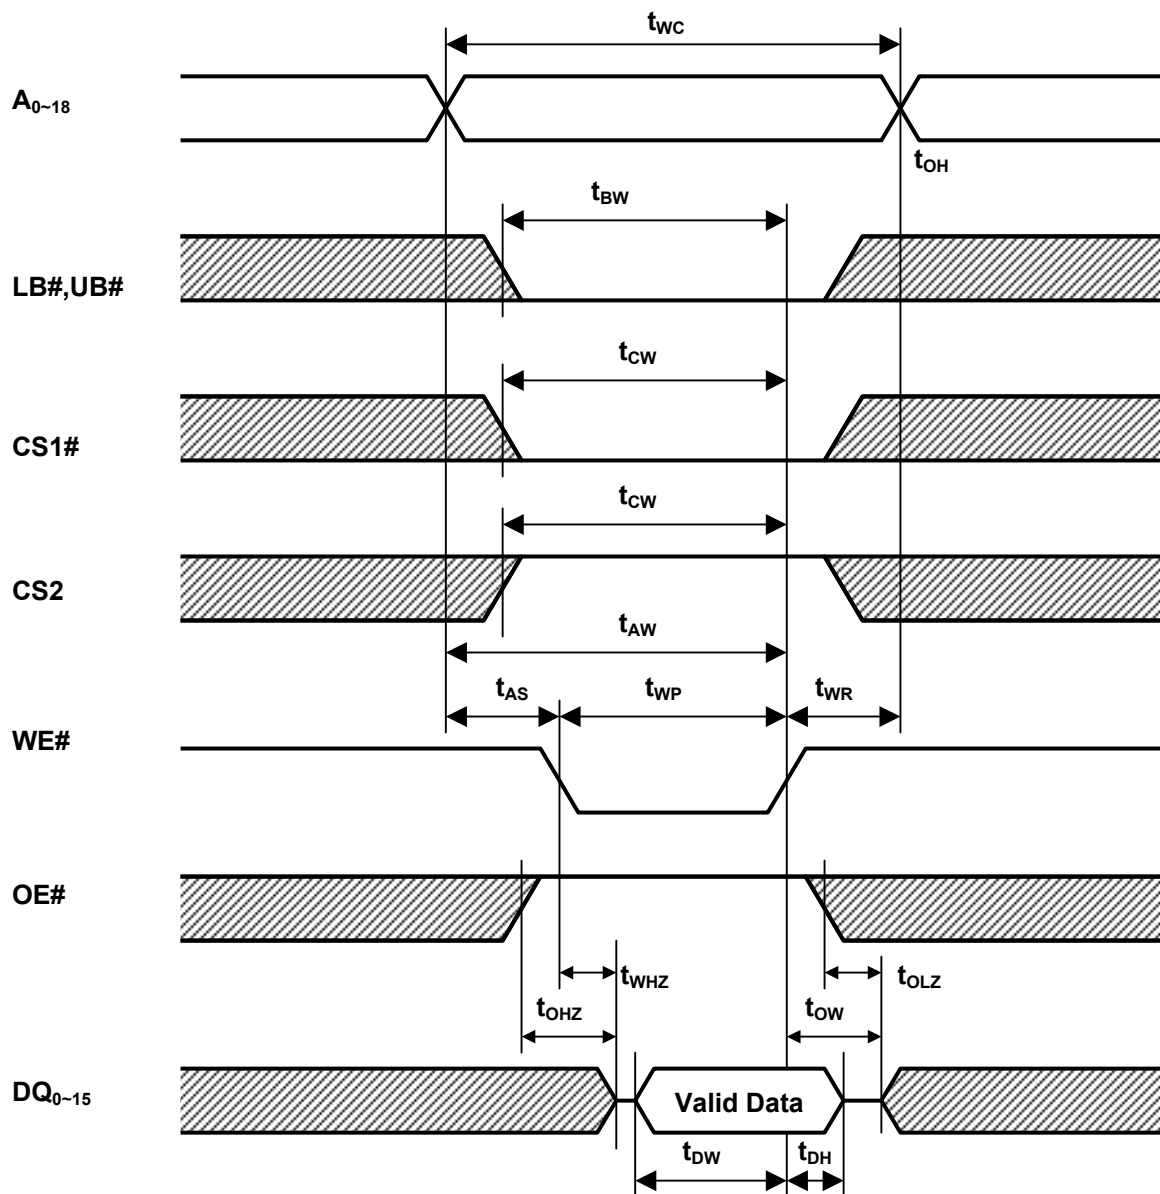 tWC
A0~18
tOH
tBW
LB#,UB#
tCW
CS1#
tCW
CS2
tAW
tAS
tWP
tWR
WE#
OE#
tWHZ
tOLZ
tOHZ
tOW
DQ0~15
Valid Data
tDW
tDH